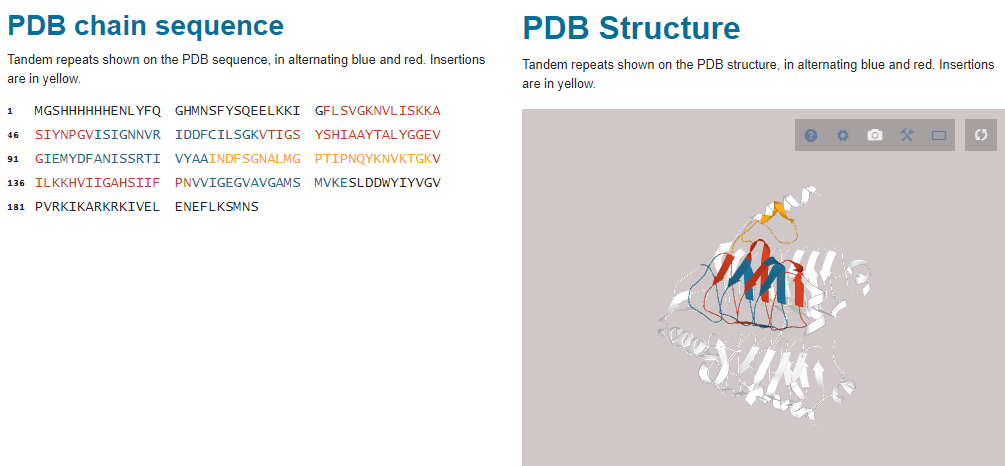 PDB chain sequence
Tandem repeats shown on the PDB sequence, in alternating blue and red. Insertions
are in yellow.
1 MGSHHHHHHENLYFQ GHMNSFYSQEELKKI GFLSVGKNVLISKKA
46 SIYNPGVISIGNNVR IDDFCILSGKVTIGS YSHIAAYTALYGGEV
91 GIEMYDFANISSRTI VYAAINDFSGNALMG PTIPNQYKNVKTGKV
136 ILKKHVIIGAHSIIF PNVVIGEGVAVGAMS MVKESLDDWYIYVGV
181 PVRKIKARKRKIVEL ENEFLKSMNS
PDB Structure
Tandem repeats shown on the PDB structure, in alternating blue and red. Insertions
are in yellow.